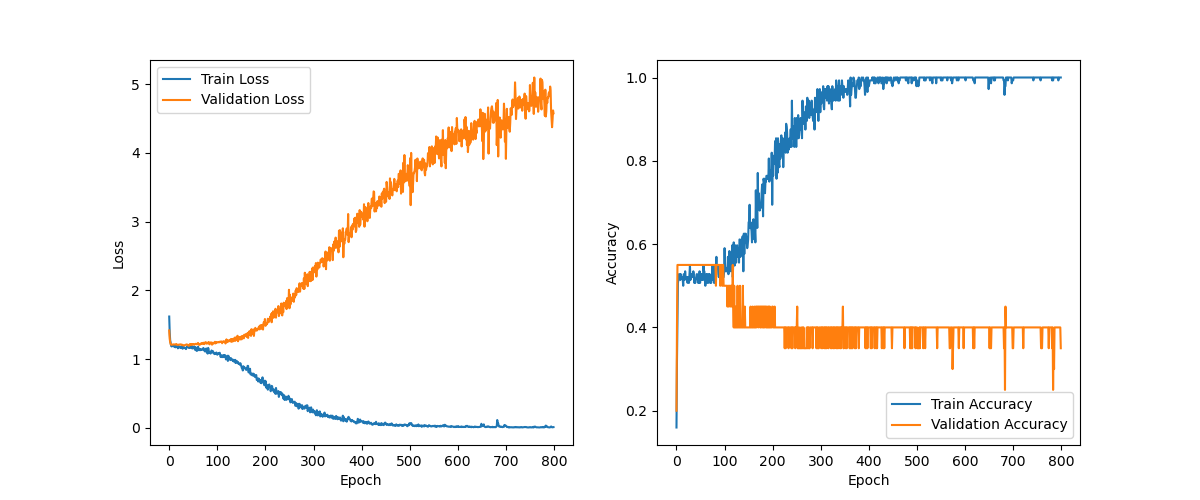 Train Loss
Validation Loss
5
4
3
2
1
0
Loss
0 100 200 300 400 500 600 700 800
Epoch
1.0
0.8
0.6
0.4
0.2
Accuracy
Train Accuracy
Validation Accuracy
0 100 200 300 400 500 600 700 800
Epoch